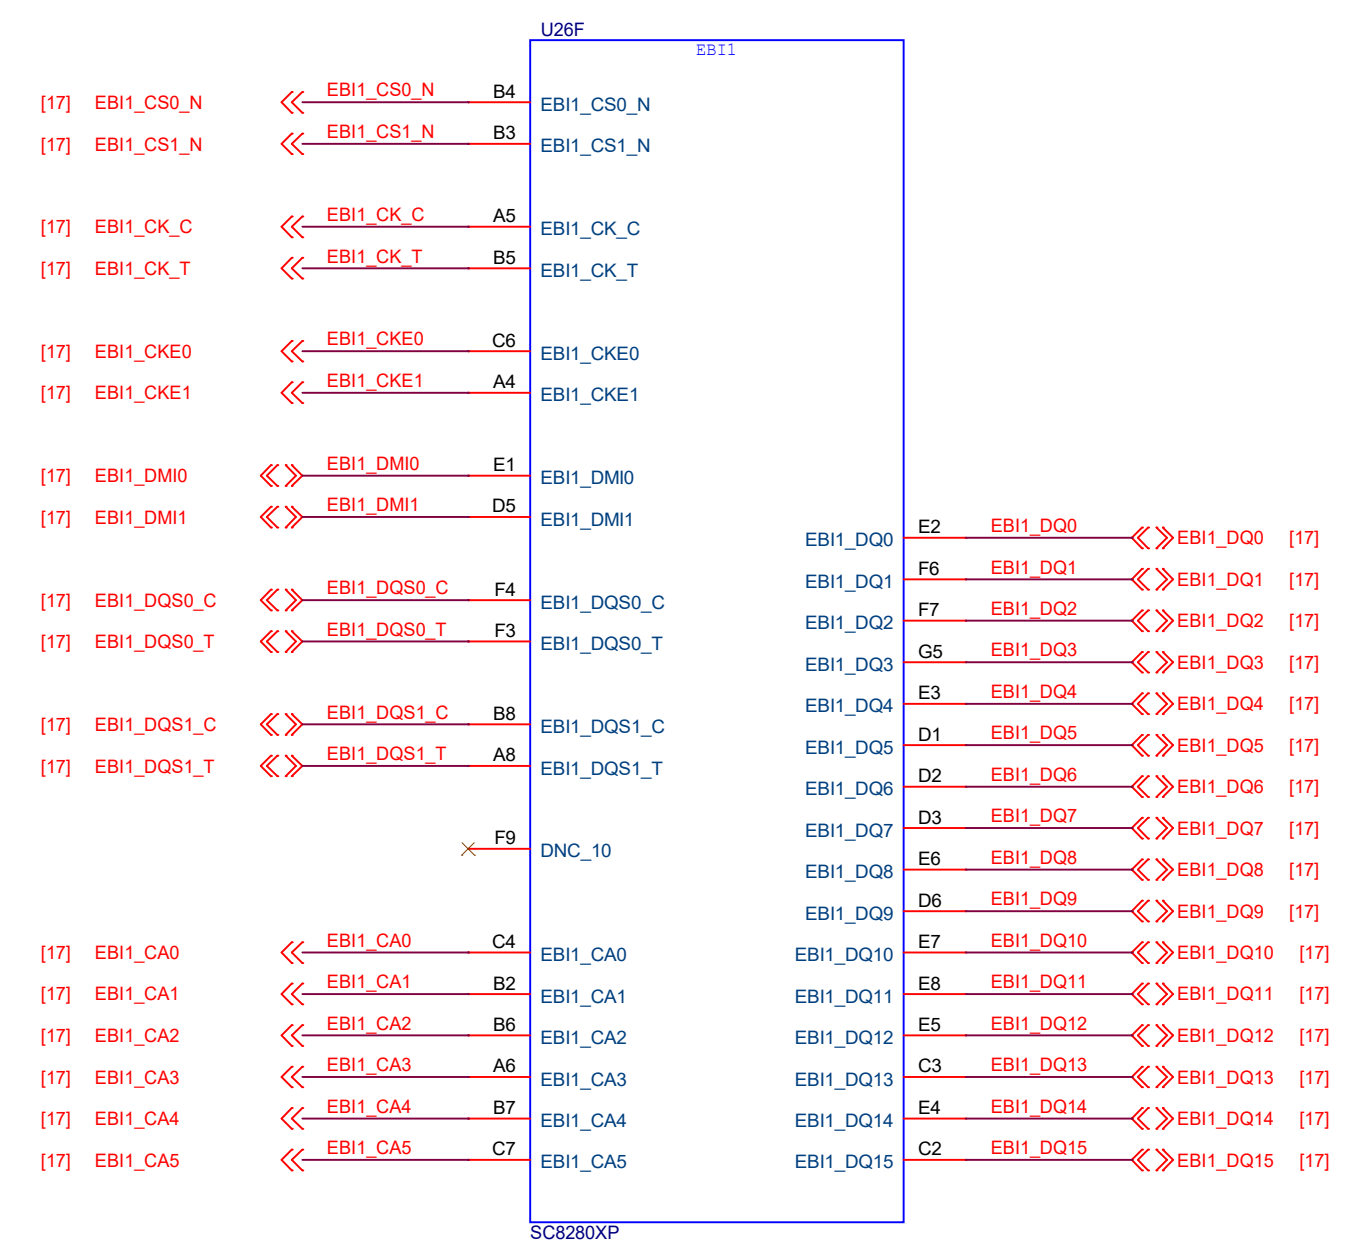 U26F
EBI1
[17] EBI1_CS0_N EBI1_CS0_N B4 EBI1_CS0_N
[17] EBI1_CS1_N EBI1_CS1_N B3 EBI1_CS1_N
[17] EBI1_CK_C EBI1_CK_C A5 EBI1_CK_C
[17] EBI1_CK_T EBI1_CK_T B5 EBI1_CK_T
[17] EBI1_CKE0 EBI1_CKE0 C6 EBI1_CKE0
[17] EBI1_CKE1 EBI1_CKE1 A4 EBI1_CKE1
[17] EBI1_DMI0 EBI1_DMI0 E1 EBI1_DMI0
[17] EBI1_DMI1 EBI1_DMI1 D5 EBI1_DMI1
EBI1_DQ0 E2 EBI1_DQ0 EBI1_DQ0 [17]
EBI1_DQ1 F6 EBI1_DQ1 EBI1_DQ1 [17]
[17] EBI1_DQS0_C EBI1_DQS0_C F4 EBI1_DQS0_C
EBI1_DQ2 F7 EBI1_DQ2 EBI1_DQ2 [17]
[17] EBI1_DQS0_T EBI1_DQS0_T F3 EBI1_DQS0_T
EBI1_DQ3 G5 EBI1_DQ3 EBI1_DQ3 [17]
EBI1_DQ4 E3 EBI1_DQ4 EBI1_DQ4 [17]
[17] EBI1_DQS1_C EBI1_DQS1_C B8 EBI1_DQS1_C
EBI1_DQ5 D1 EBI1_DQ5 EBI1_DQ5 [17]
[17] EBI1_DQS1_T EBI1_DQS1_T A8 EBI1_DQS1_T
EBI1_DQ6 D2 EBI1_DQ6 EBI1_DQ6 [17]
EBI1_DQ7 D3 EBI1_DQ7 EBI1_DQ7 [17]
F9 DNC_10
EBI1_DQ8 E6 EBI1_DQ8 EBI1_DQ8 [17]
EBI1_DQ9 D6 EBI1_DQ9 EBI1_DQ9 [17]
[17] EBI1_CA0 EBI1_CA0 C4 EBI1_CA0 EBI1_DQ10 E7 EBI1_DQ10 EBI1_DQ10 [17]
[17] EBI1_CA1 EBI1_CA1 B2 EBI1_CA1 EBI1_DQ11 E8 EBI1_DQ11 EBI1_DQ11 [17]
[17] EBI1_CA2 EBI1_CA2 B6 EBI1_CA2 EBI1_DQ12 E5 EBI1_DQ12 EBI1_DQ12 [17]
[17] EBI1_CA3 EBI1_CA3 A6 EBI1_CA3 EBI1_DQ13 C3 EBI1_DQ13 EBI1_DQ13 [17]
[17] EBI1_CA4 EBI1_CA4 B7 EBI1_CA4 EBI1_DQ14 E4 EBI1_DQ14 EBI1_DQ14 [17]
[17] EBI1_CA5 EBI1_CA5 C7 EBI1_CA5 EBI1_DQ15 C2 EBI1_DQ15 EBI1_DQ15 [17]
SC8280XP